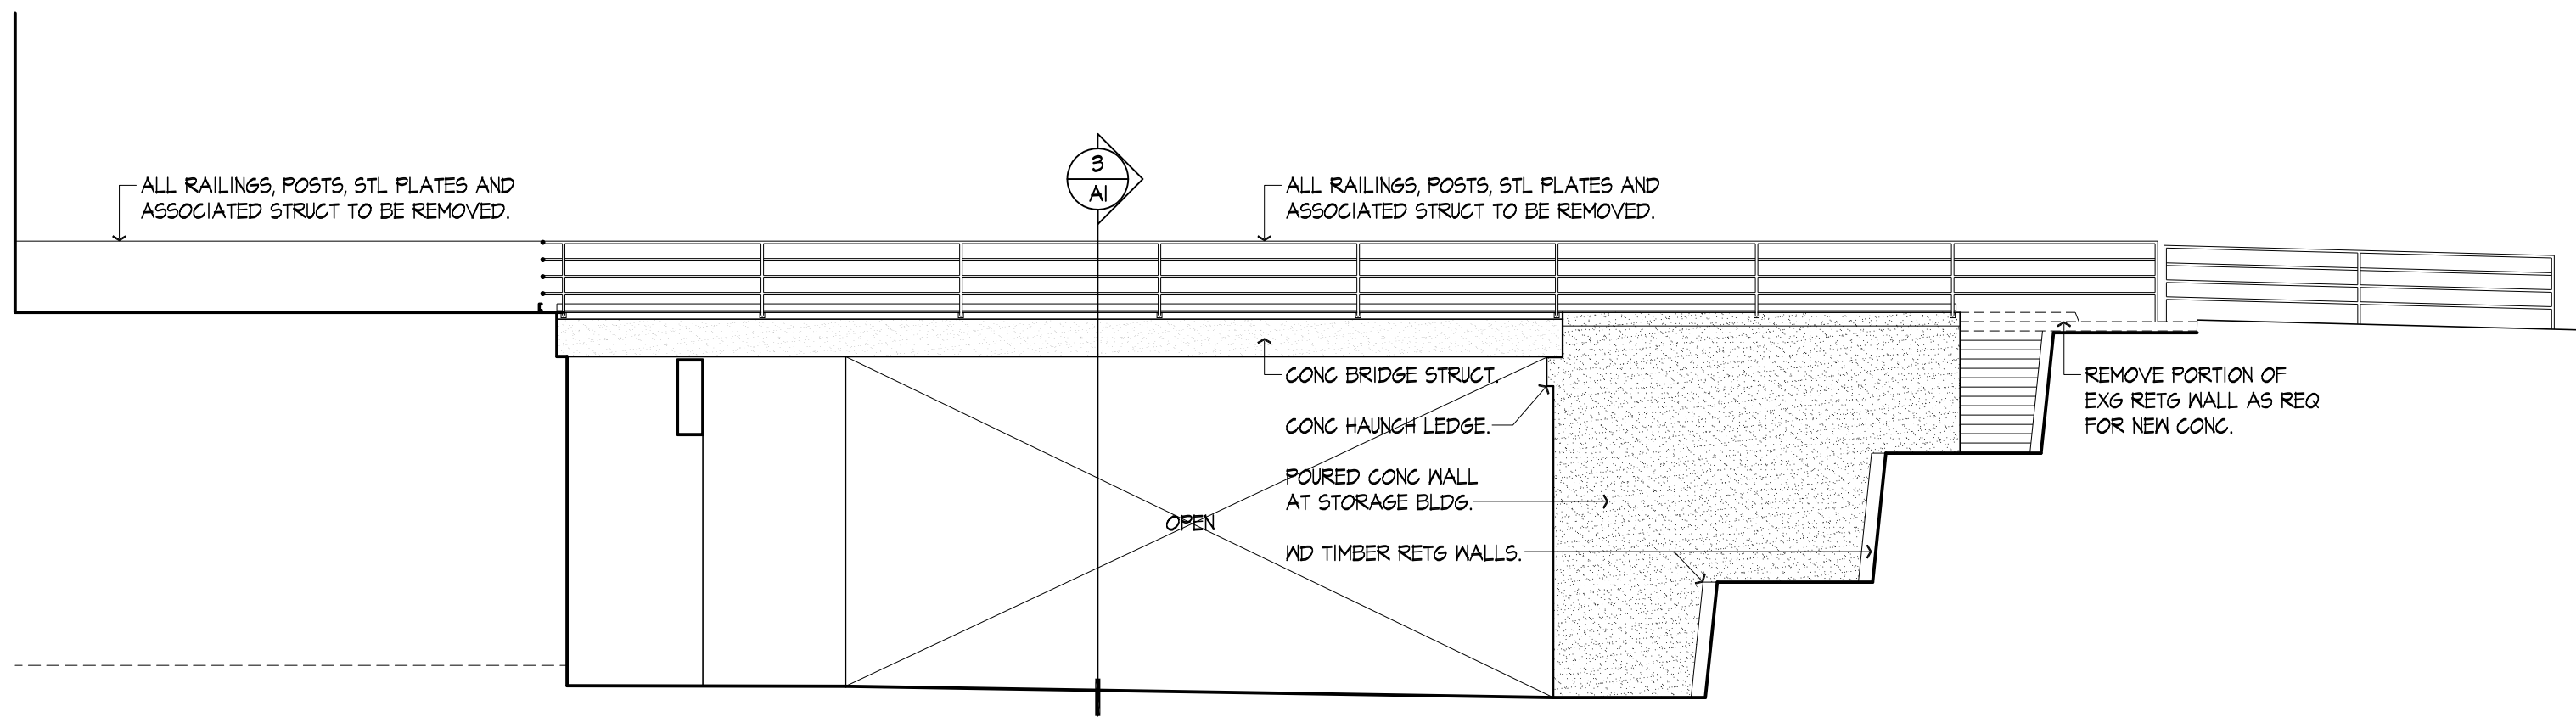 3
A1
ALL RAILINGS, POSTS, STL PLATES AND
ASSOCIATED STRUCT TO BE REMOVED.
ALL RAILINGS, POSTS, STL PLATES AND
ASSOCIATED STRUCT TO BE REMOVED.
CONC BRIDGE STRUCT.
CONC HAUNCH LEDGE.
POURED CONC WALL
AT STORAGE BLDG.
OPEN
WD TIMBER RETG WALLS.
REMOVE PORTION OF
EXG RETG WALL AS REQ
FOR NEW CONC.